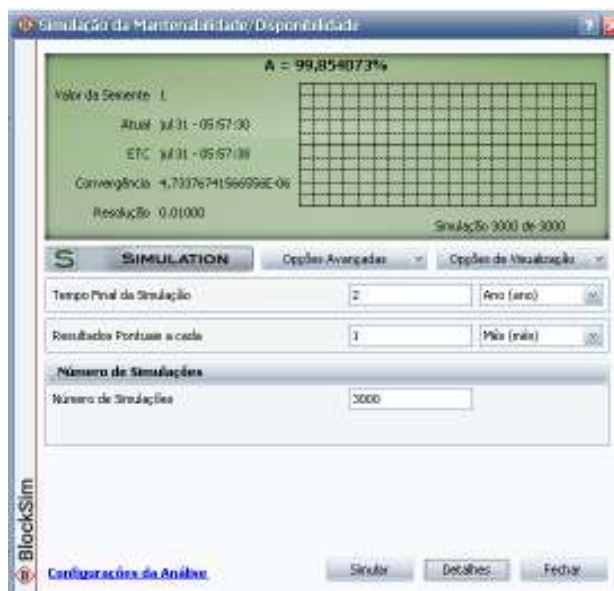 Simulação da Mantenabilidade/Disponibilidade
A = 99,854073%
Valor da Semente 1
Atual jul 31 - 05:57:30
ETC jul 31 - 05:57:30
Convergência
Resolução 0.01000
Simulação 3000 de 3000
S SIMULATION
Opções Avançadas
Opções de Visualização
Tempo Final da Simulação 2 Ano (ano)
Resultados Pontuais a cada 1 Mês (mês)
Número de Simulações
Número de Simulações 3000
BlockSim
Configurações da Análise
Simular
Detalhes
Fechar